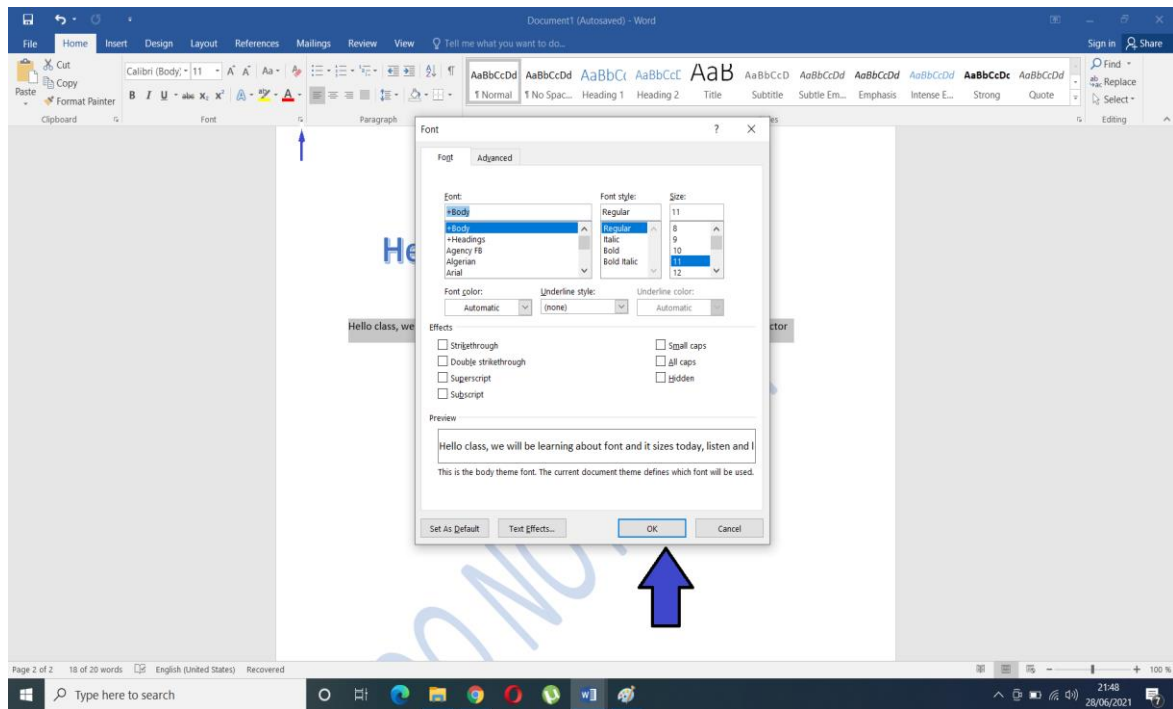 Document1 (Autosaved) - Word
File Home Insert Design Layout References Mailings Review View Tell me what you want to do... Sign in Share
Cut
Copy
Format Painter
Paste
Clipboard
Calibri (Body) 11
Font
Paragraph
AaBbCcDd AaBbCcDd AaBbCc AaBbCcC AaB AaBbCcD AaBbCcDd AaBbCcDd AaBbCcDd AaBbCcDc AaBbCcDd
¶ Normal ¶ No Spac... Heading 1 Heading 2 Title Subtitle Subtle Em... Emphasis Intense E... Strong Quote
Find
Replace
Select
Editing
He
Hello class, we
ctor
DO NO
Font
Font Advanced
Font: Font style: Size:
+Body Regular 11
+Body Regular 8
+Headings Italic 9
Agency FB Bold 10
Algerian Bold Italic 11
Arial 12
Font color: Underline style: Underline color:
Automatic (none) Automatic
Effects
Strikethrough Small caps
Double strikethrough All caps
Superscript Hidden
Subscript
Preview
Hello class, we will be learning about font and it sizes today, listen and l
This is the body theme font. The current document theme defines which font will be used.
Set As Default Text Effects... OK Cancel
Page 2 of 2 18 of 20 words English (United States) Recovered 100 %
Type here to search
21:48
28/06/2021